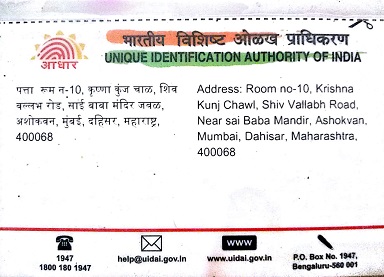 भारतीय विशिष्ट ओळख प्राधिकरण
UNIQUE IDENTIFICATION AUTHORITY OF INDIA
आधार
पत्ता रूम न-10, कृष्णा कुंज चाळ, शिव
वल्लभ रोड, साई बाबा मंदिर जवळ,
अशोकवन, मुंबई, दहिसर, महाराष्ट्र,
400068
Address: Room no-10, Krishna
Kunj Chawl, Shiv Vallabh Road,
Near sai Baba Mandir, Ashokvan,
Mumbai, Dahisar, Maharashtra,
400068
1947
1800 180 1947
help@uidai.gov.in
www
www.uidai.gov.in
P.O. Box No. 1947,
Bengaluru-560 001